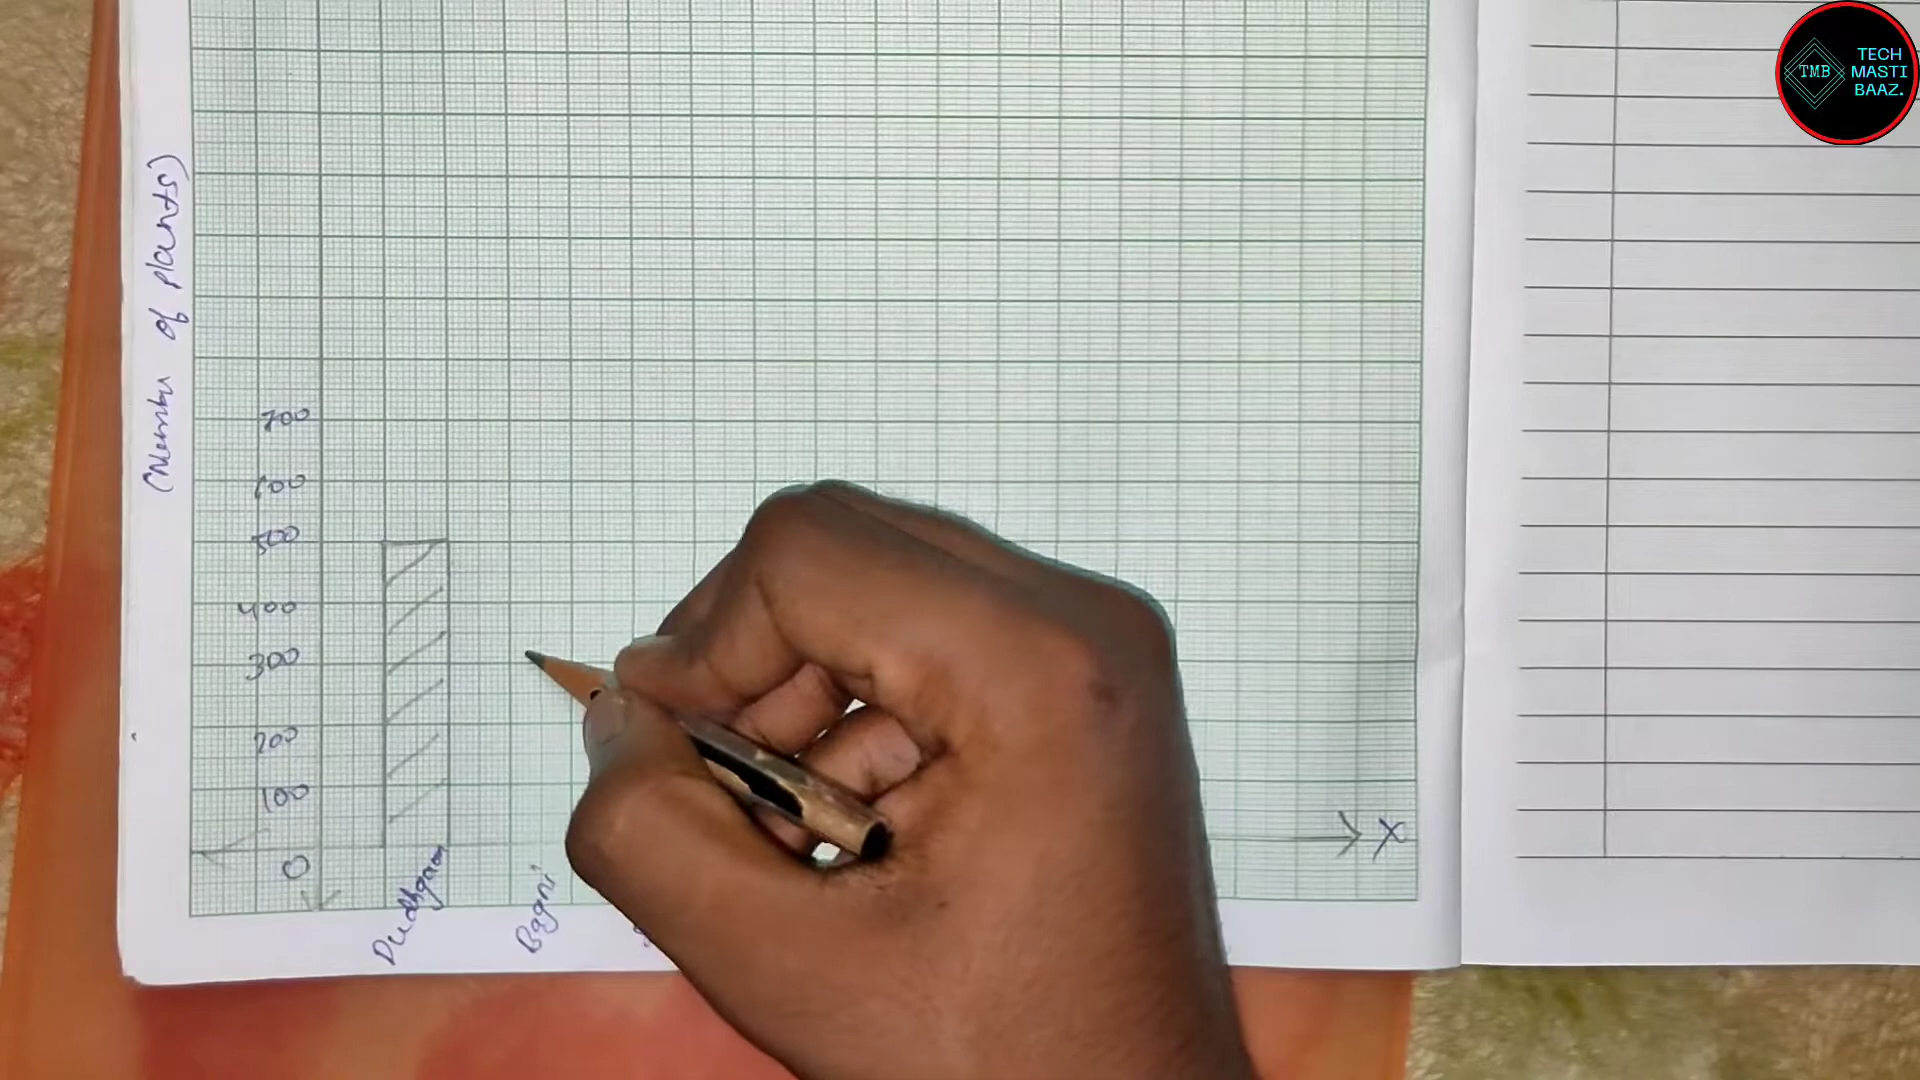 TMB
TECH
MASTI
BAAZ.
(Number of plants)
700
600
500
400
300
200
100
0
Dudhgaon
Bagni
X